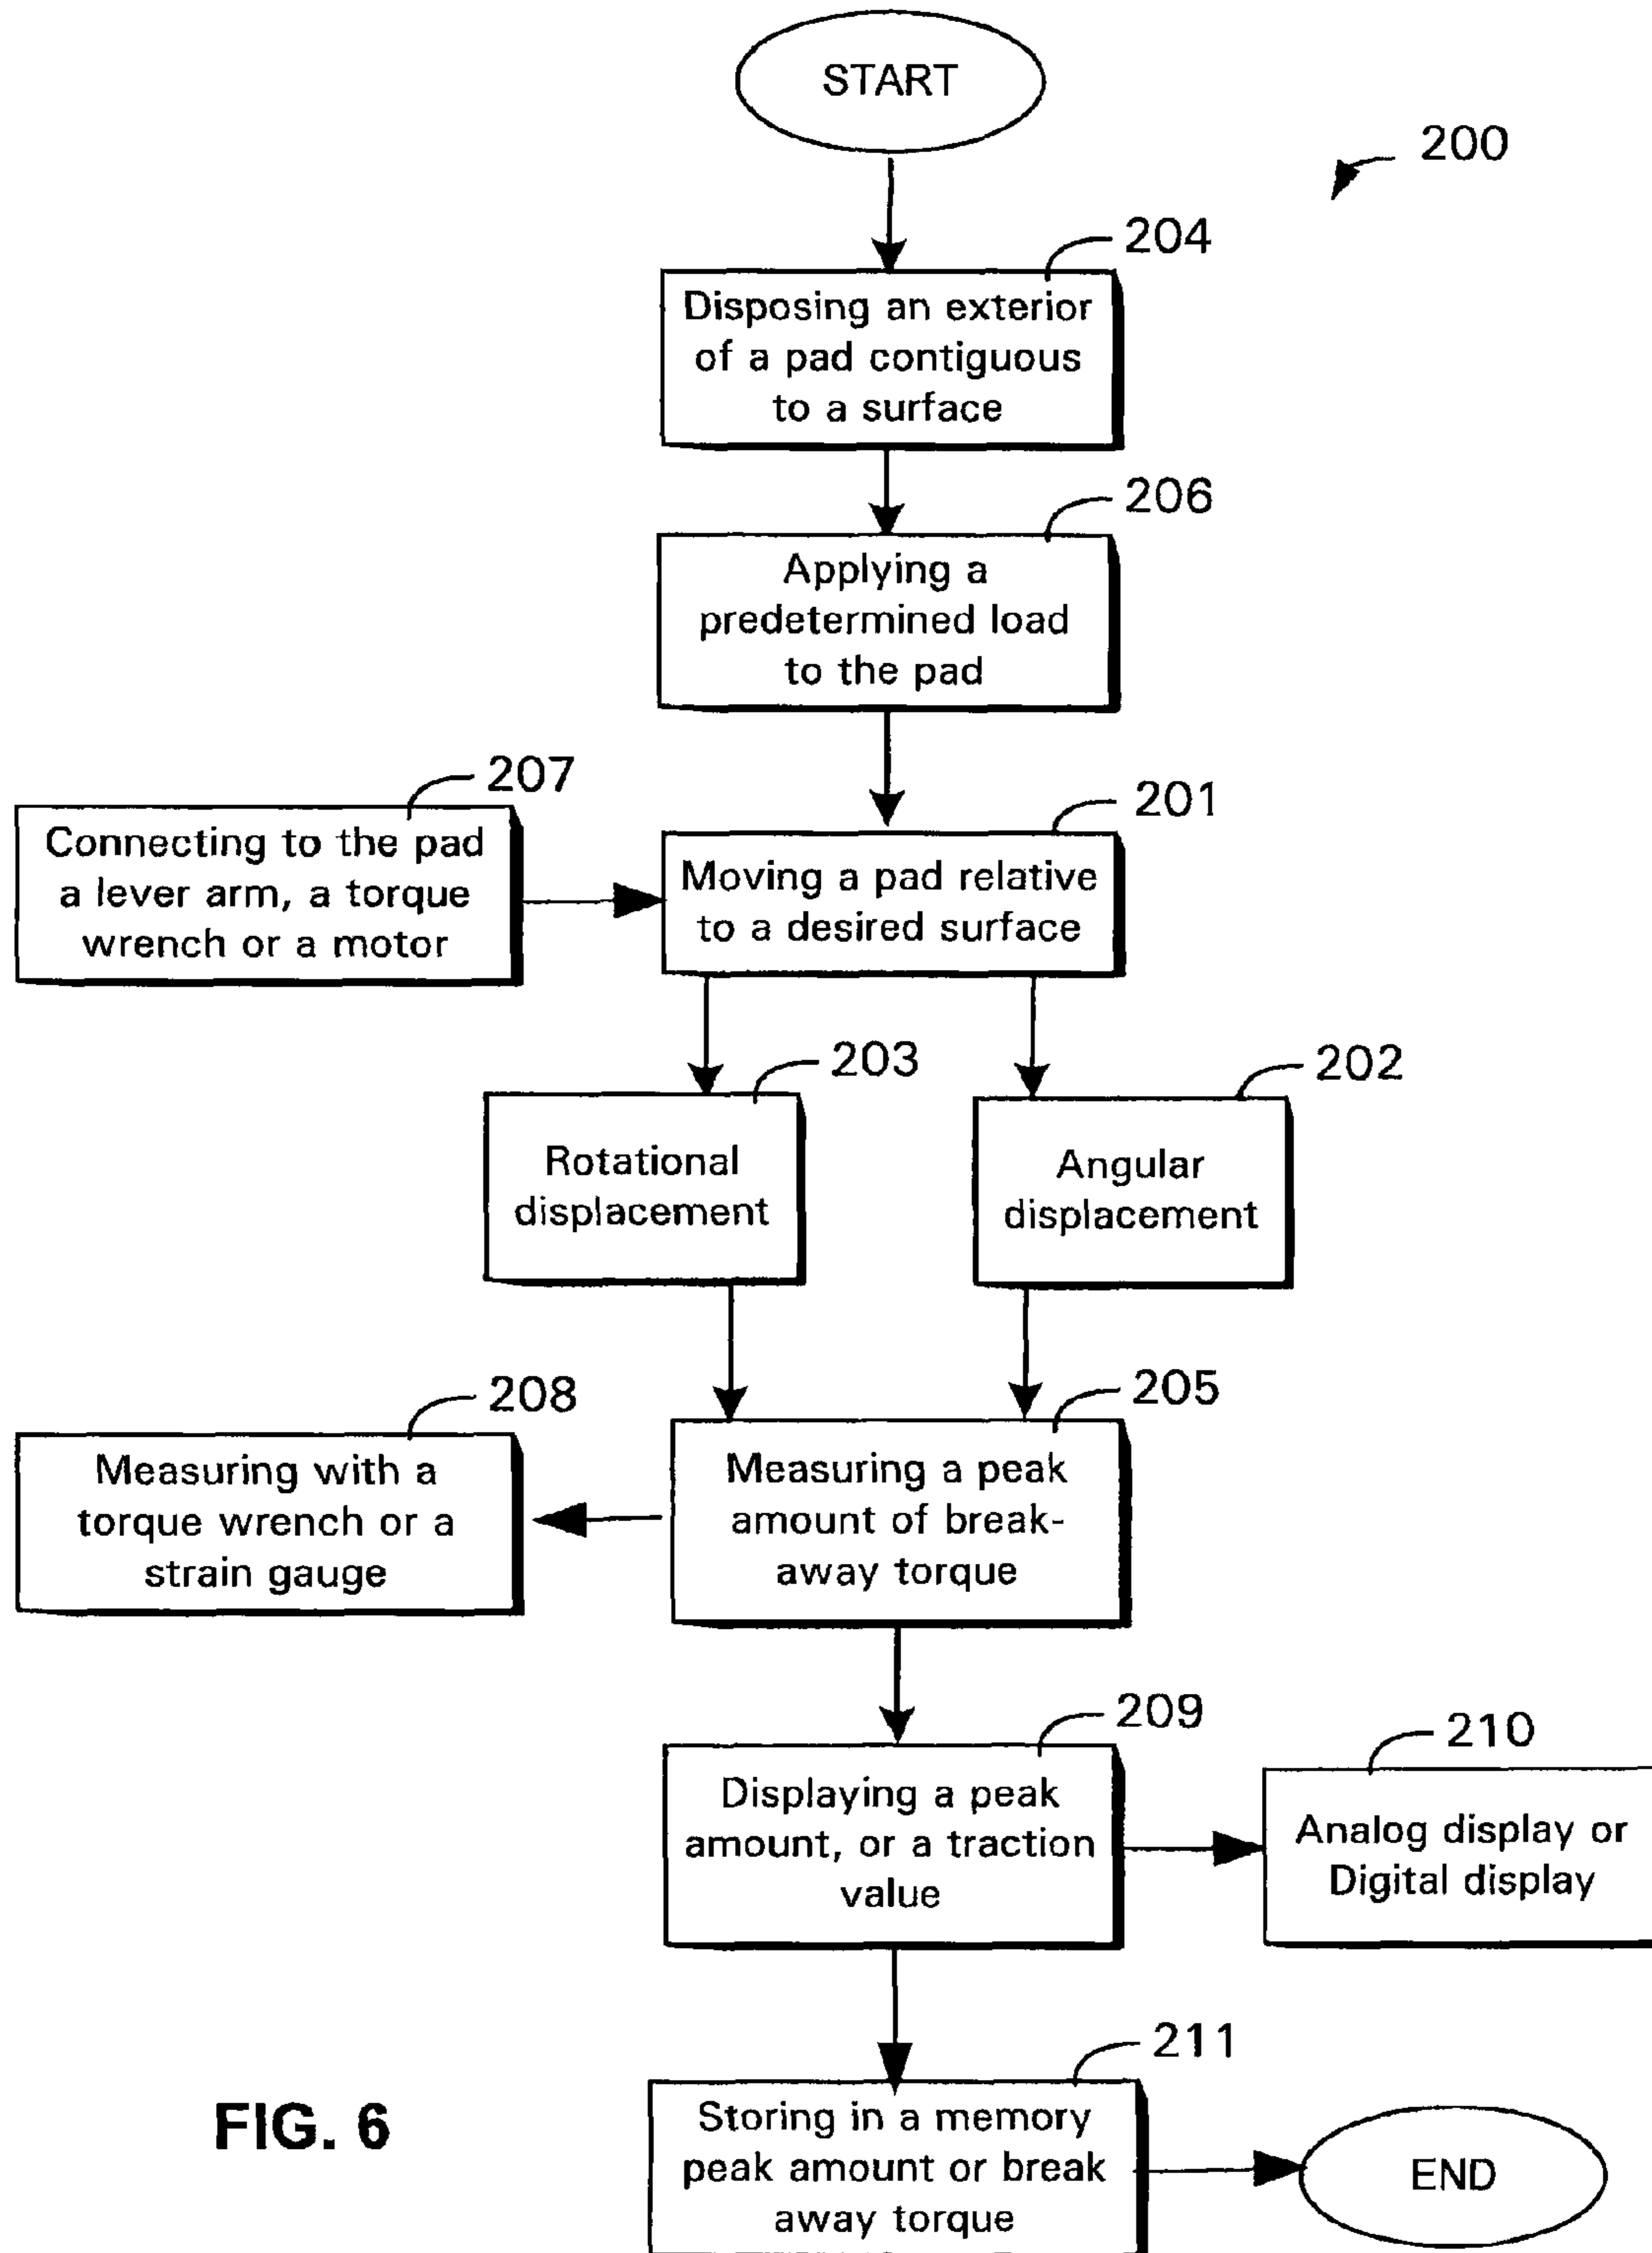 START
200
204
Disposing an exterior
of a pad contiguous
to a surface
206
Applying a
predetermined load
to the pad
207
Connecting to the pad
a lever arm, a torque
wrench or a motor
201
Moving a pad relative
to a desired surface
203
Rotational
displacement
202
Angular
displacement
208
Measuring with a
torque wrench or a
strain gauge
205
Measuring a peak
amount of break-
away torque
209
Displaying a peak
amount, or a traction
value
210
Analog display or
Digital display
211
Storing in a memory
peak amount or break
away torque
END
FIG. 6